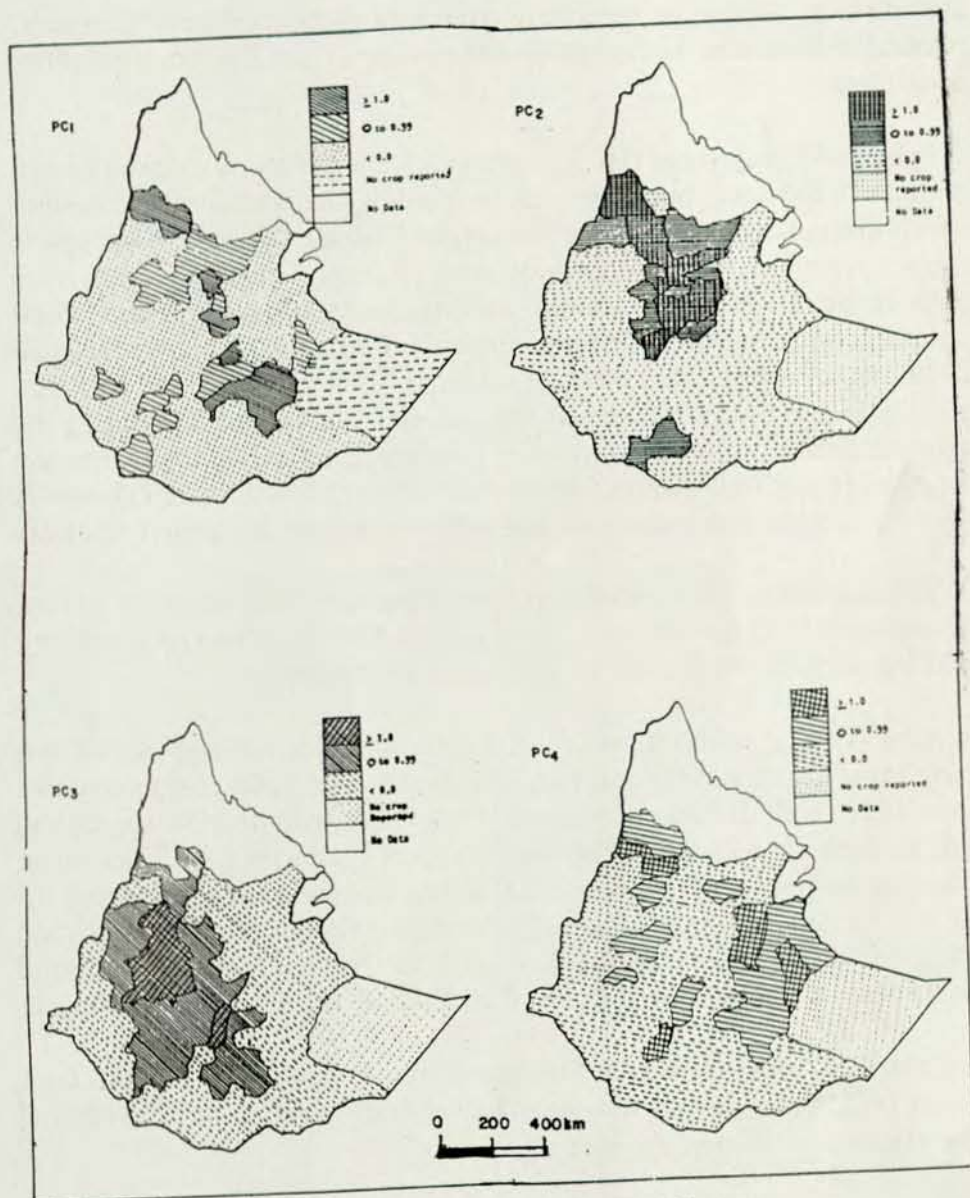 PC1
≥ 1.0
0 to 0.99
< 0.0
No crop reported
No Data
PC2
≥ 1.0
0 to 0.99
< 0.0
No crop
reported
No Data
PC3
≥ 1.0
0 to 0.99
< 0.0
No crop
No Data
PC4
≥ 1.0
0 to 0.99
< 0.0
No crop reported
No Data
0 200 400km